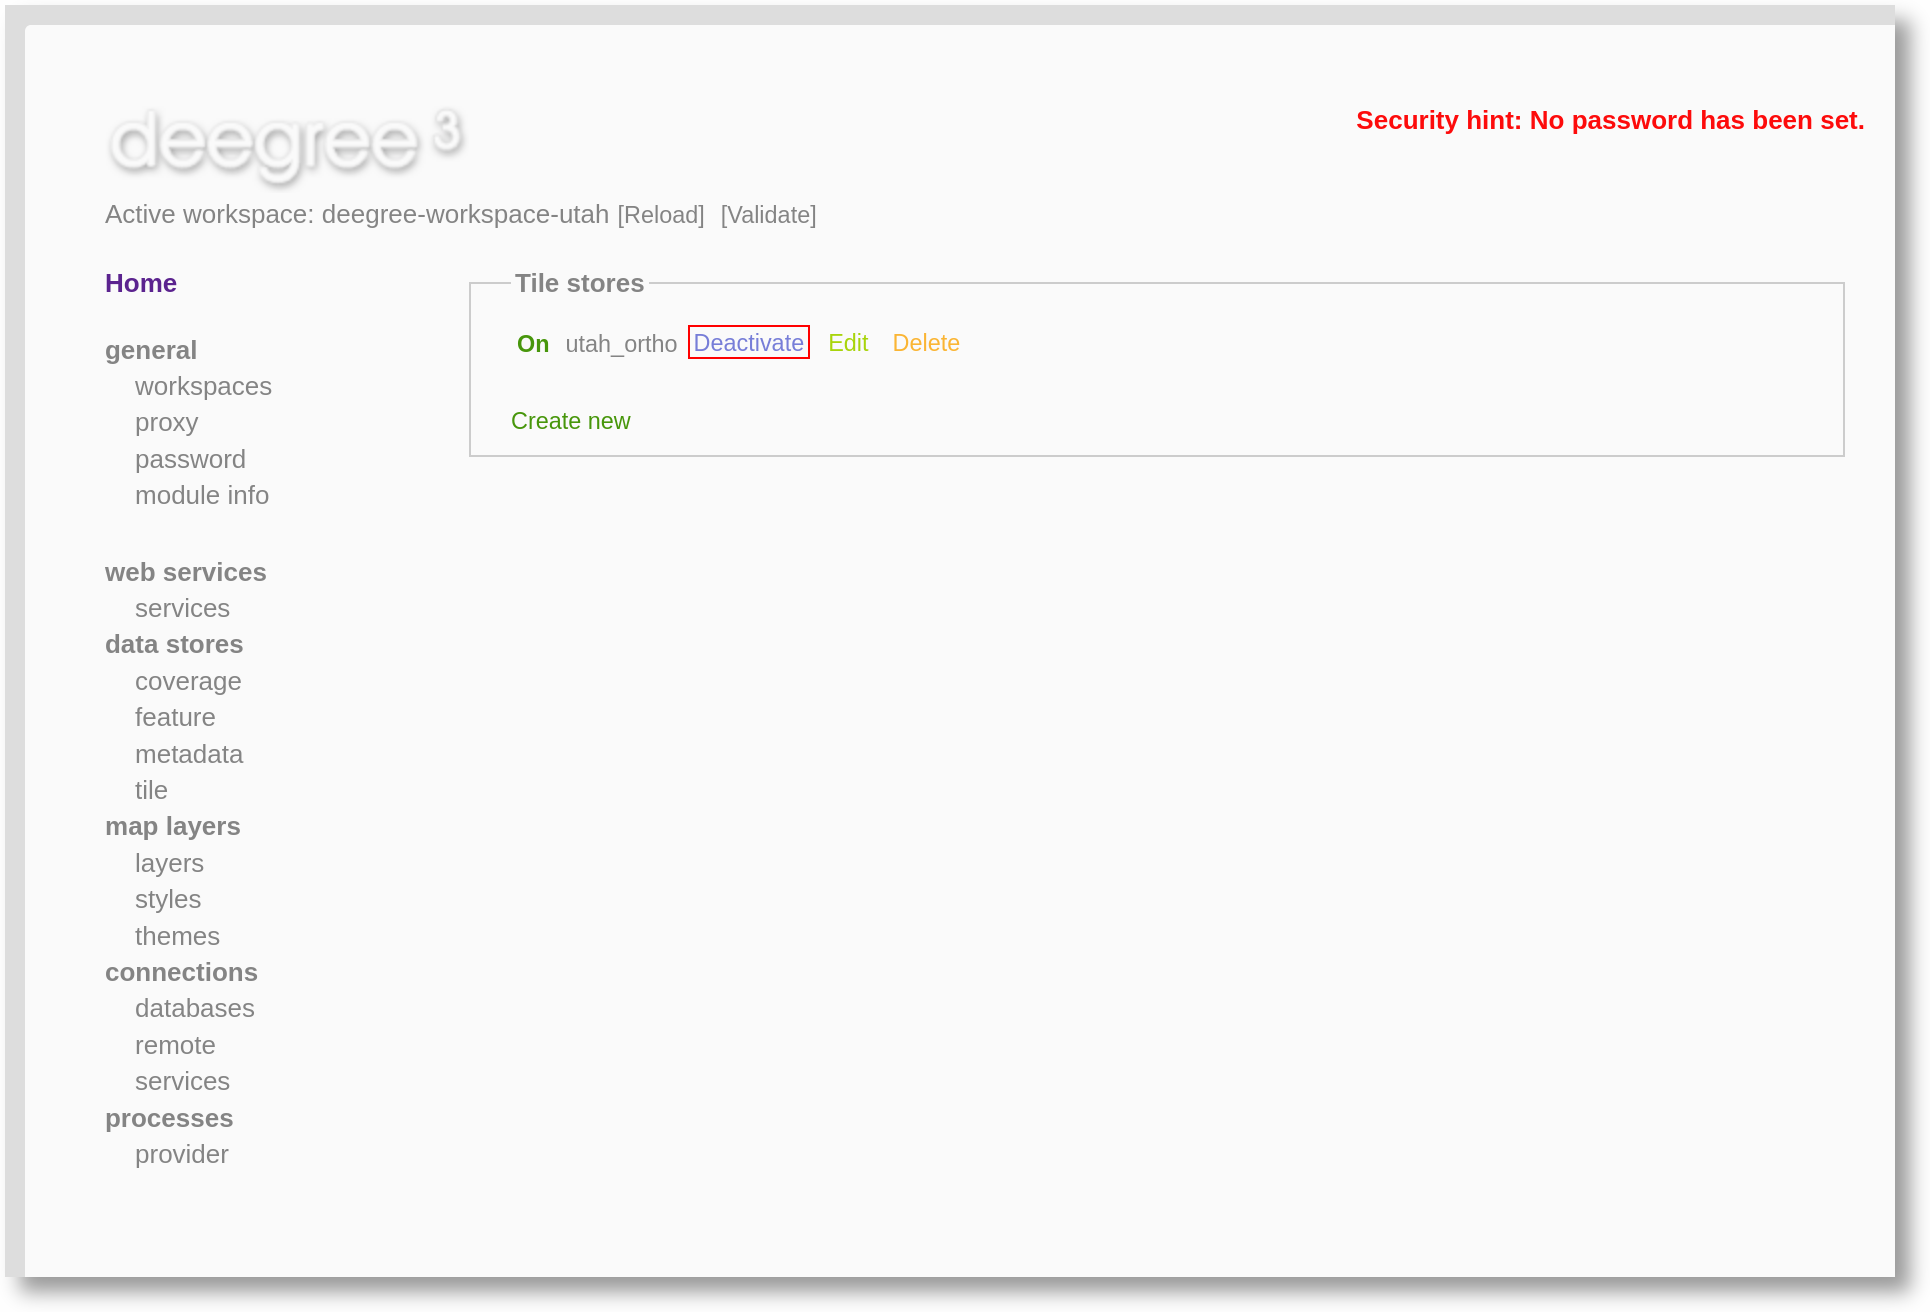 deegree 3
Security hint: No password has been set.
Active workspace: deegree-workspace-utah [Reload] [Validate]
Home
general
workspaces
proxy
password
module info
web services
services
data stores
coverage
feature
metadata
tile
map layers
layers
styles
themes
connections
databases
remote
services
processes
provider
Tile stores
On utah_ortho Deactivate Edit Delete
Create new